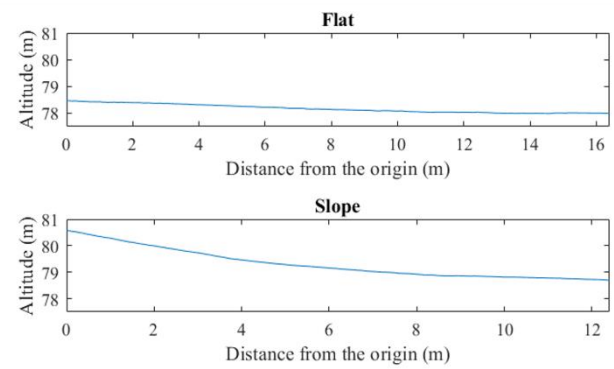 Flat
81
80
79
78
Altitude (m)
0 2 4 6 8 10 12 14 16
Distance from the origin (m)
Slope
81
80
79
78
Altitude (m)
0 2 4 6 8 10 12
Distance from the origin (m)